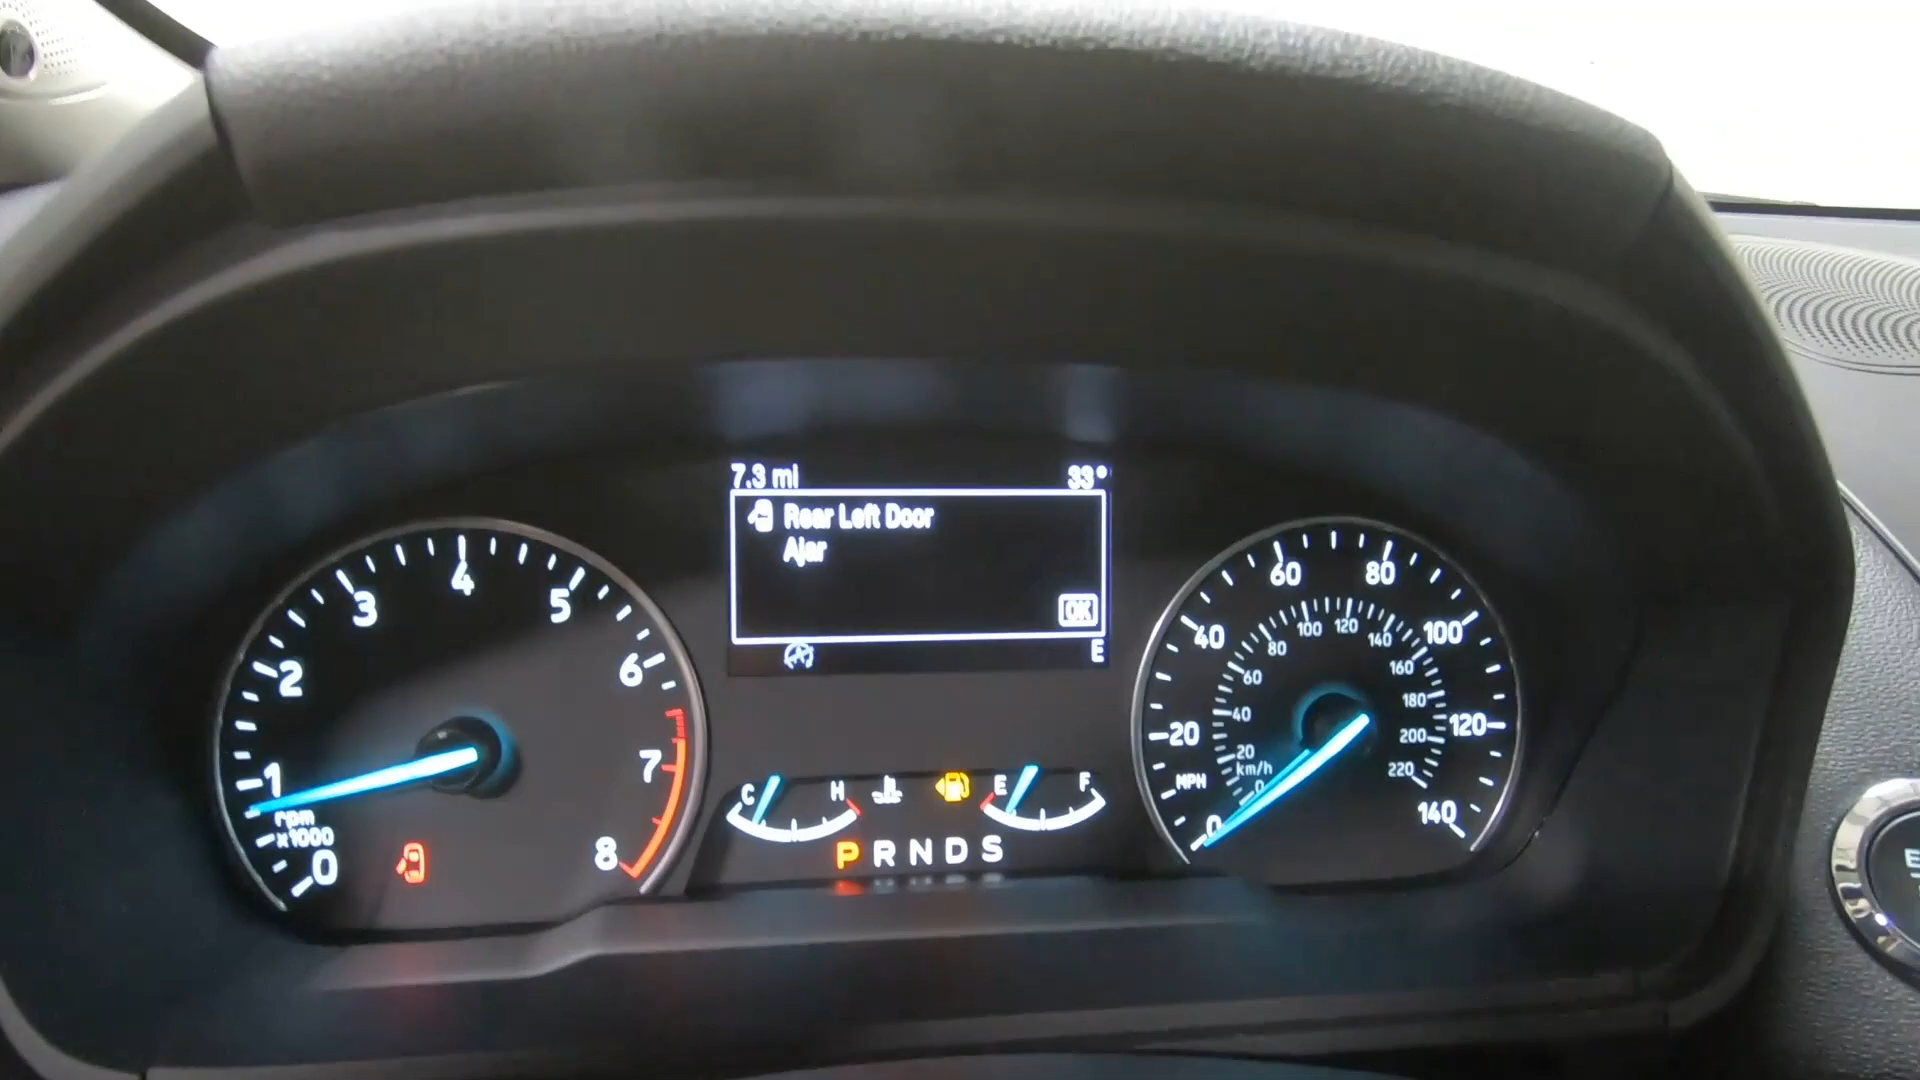 7.3 mi 33°
Rear Left Door
Ajar
OK
E
0 1 2 3 4 5 6 7 8
rpm
x1000
C H E F
P R N D S
0 20 40 60 80 100 120 140
MPH
0 20 40 60 80 100 120 140 160 180 200 220
km/h